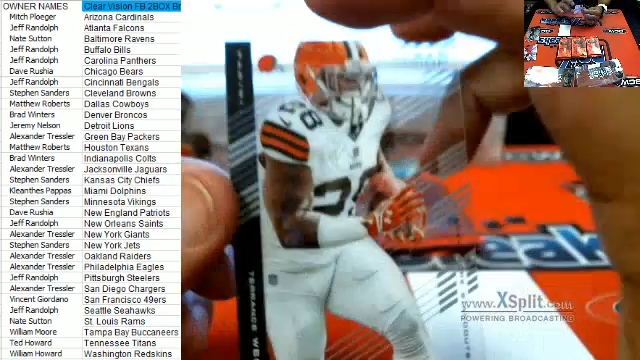 OWNER NAMES Clear Vision FB 2BOX Br
Mitch Ploeger Arizona Cardinals
Jeff Randolph Atlanta Falcons
Nate Sutton Baltimore Ravens
Jeff Randolph Buffalo Bills
Jeff Randolph Carolina Panthers
Dave Rushia Chicago Bears
Jeff Randolph Cincinnati Bengals
Stephen Sanders Cleveland Browns
Matthew Roberts Dallas Cowboys
Brad Winters Denver Broncos
Jeremy Nelson Detroit Lions
Alexander Tressler Green Bay Packers
Matthew Roberts Houston Texans
Brad Winters Indianapolis Colts
Alexander Tressler Jacksonville Jaguars
Stephen Sanders Kansas City Chiefs
Kleanthes Pappas Miami Dolphins
Stephen Sanders Minnesota Vikings
Dave Rushia New England Patriots
Jeff Randolph New Orleans Saints
Alexander Tressler New York Giants
Stephen Sanders New York Jets
Alexander Tressler Oakland Raiders
Alexander Tressler Philadelphia Eagles
Jeff Randolph Pittsburgh Steelers
Alexander Tressler San Diego Chargers
Vincent Giordano San Francisco 49ers
Jeff Randolph Seattle Seahawks
Nate Sutton St. Louis Rams
William Moore Tampa Bay Buccaneers
Ted Howard Tennessee Titans
William Howard Washington Redskins
28
www.XSplit.com
POWERING BROADCASTING